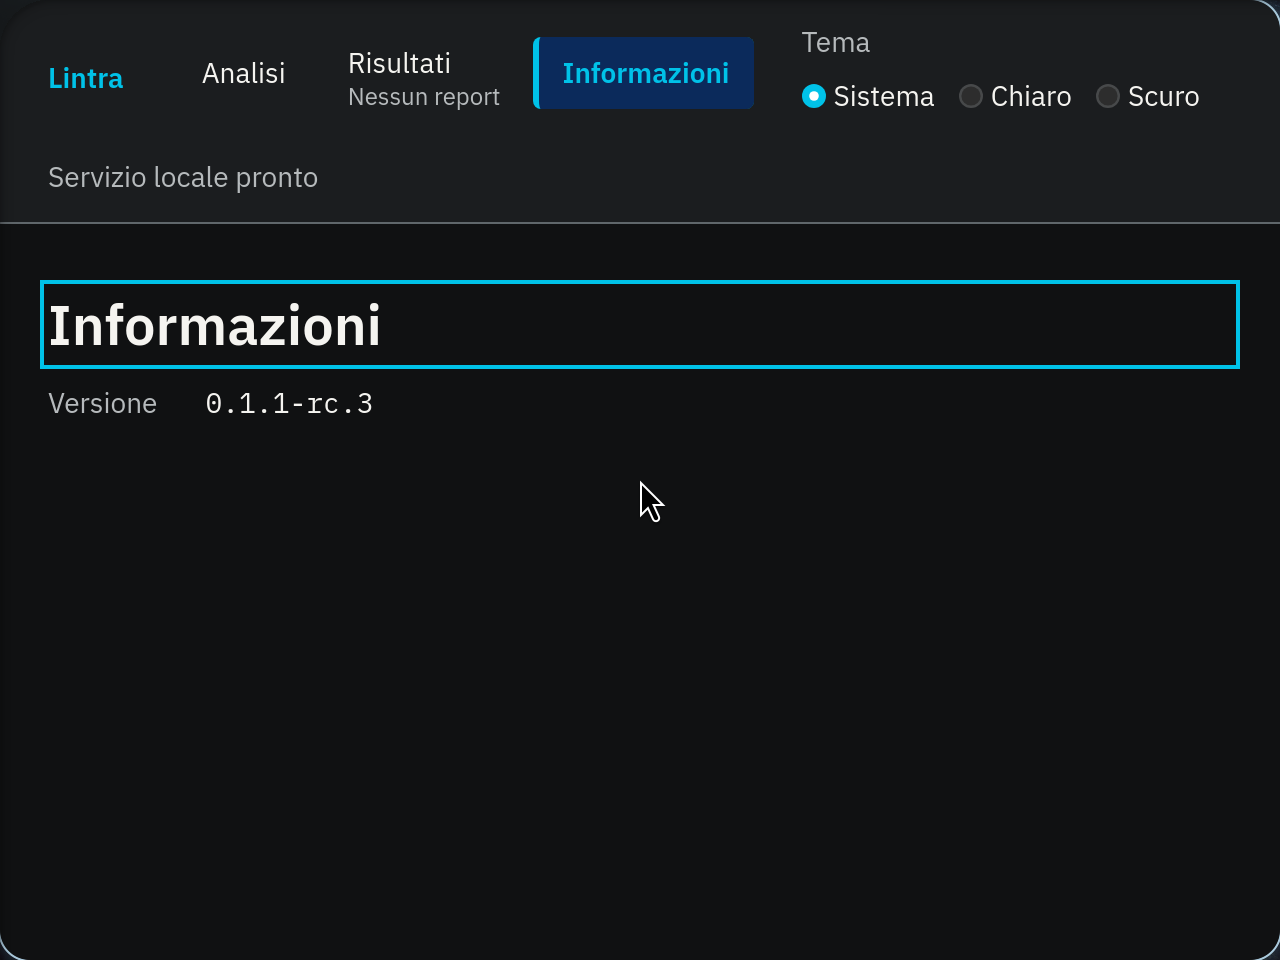 Lintra
Analisi
Risultati
Nessun report
Informazioni
Tema
Sistema
Chiaro
Scuro
Servizio locale pronto
Informazioni
Versione 0.1.1-rc.3